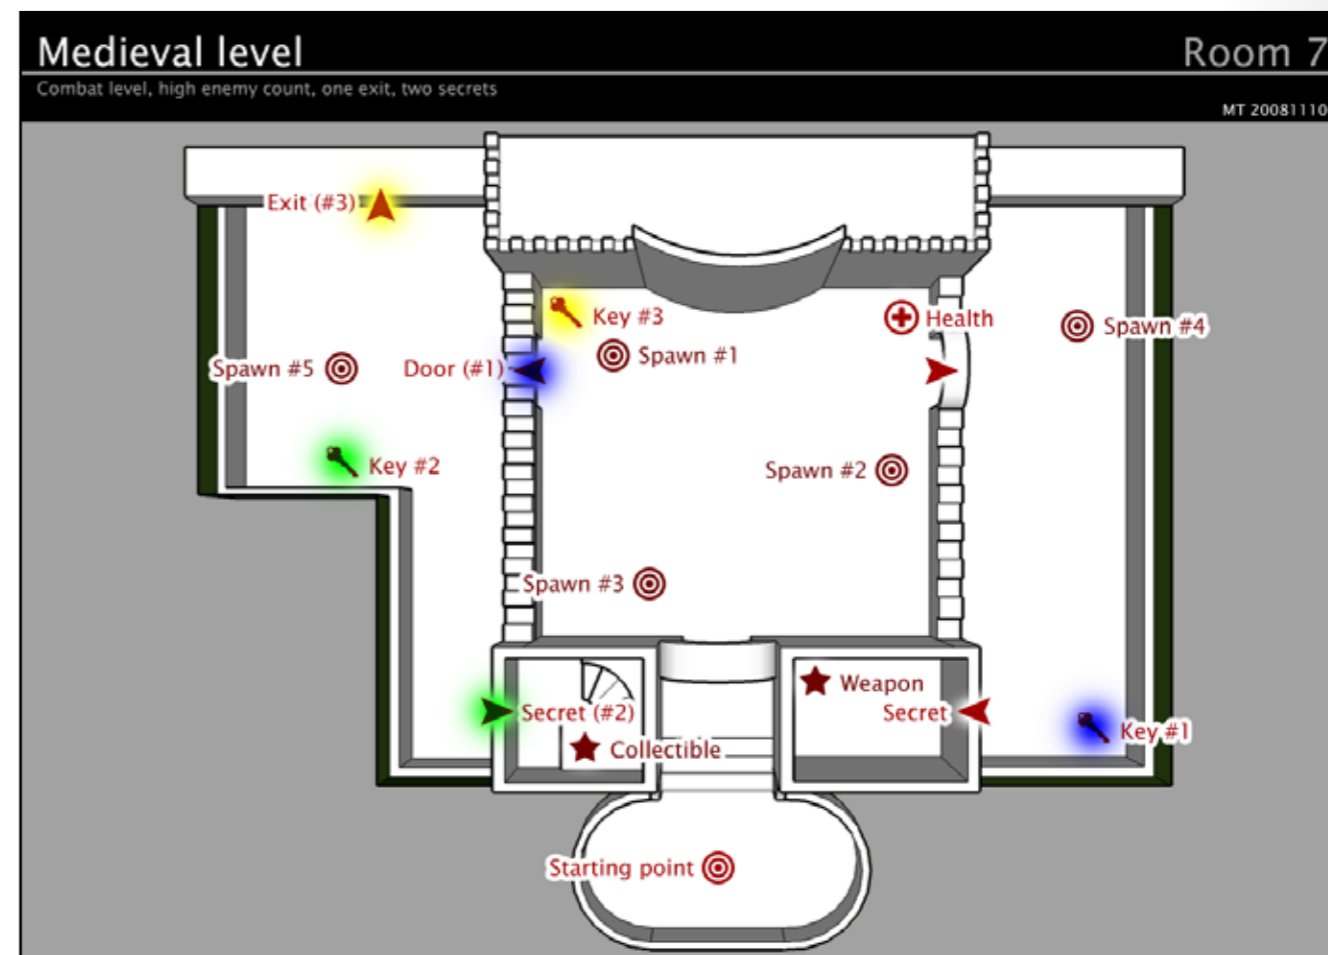 Medieval level
Room 7
Combat level, high enemy count, one exit, two secrets
MT 20081110
Exit (#3)
Key #3
Health
Spawn #4
Spawn #1
Spawn #5
Door (#1)
Key #2
Spawn #2
Spawn #3
Weapon
Secret (#2)
Secret
Key #1
Collectible
Starting point